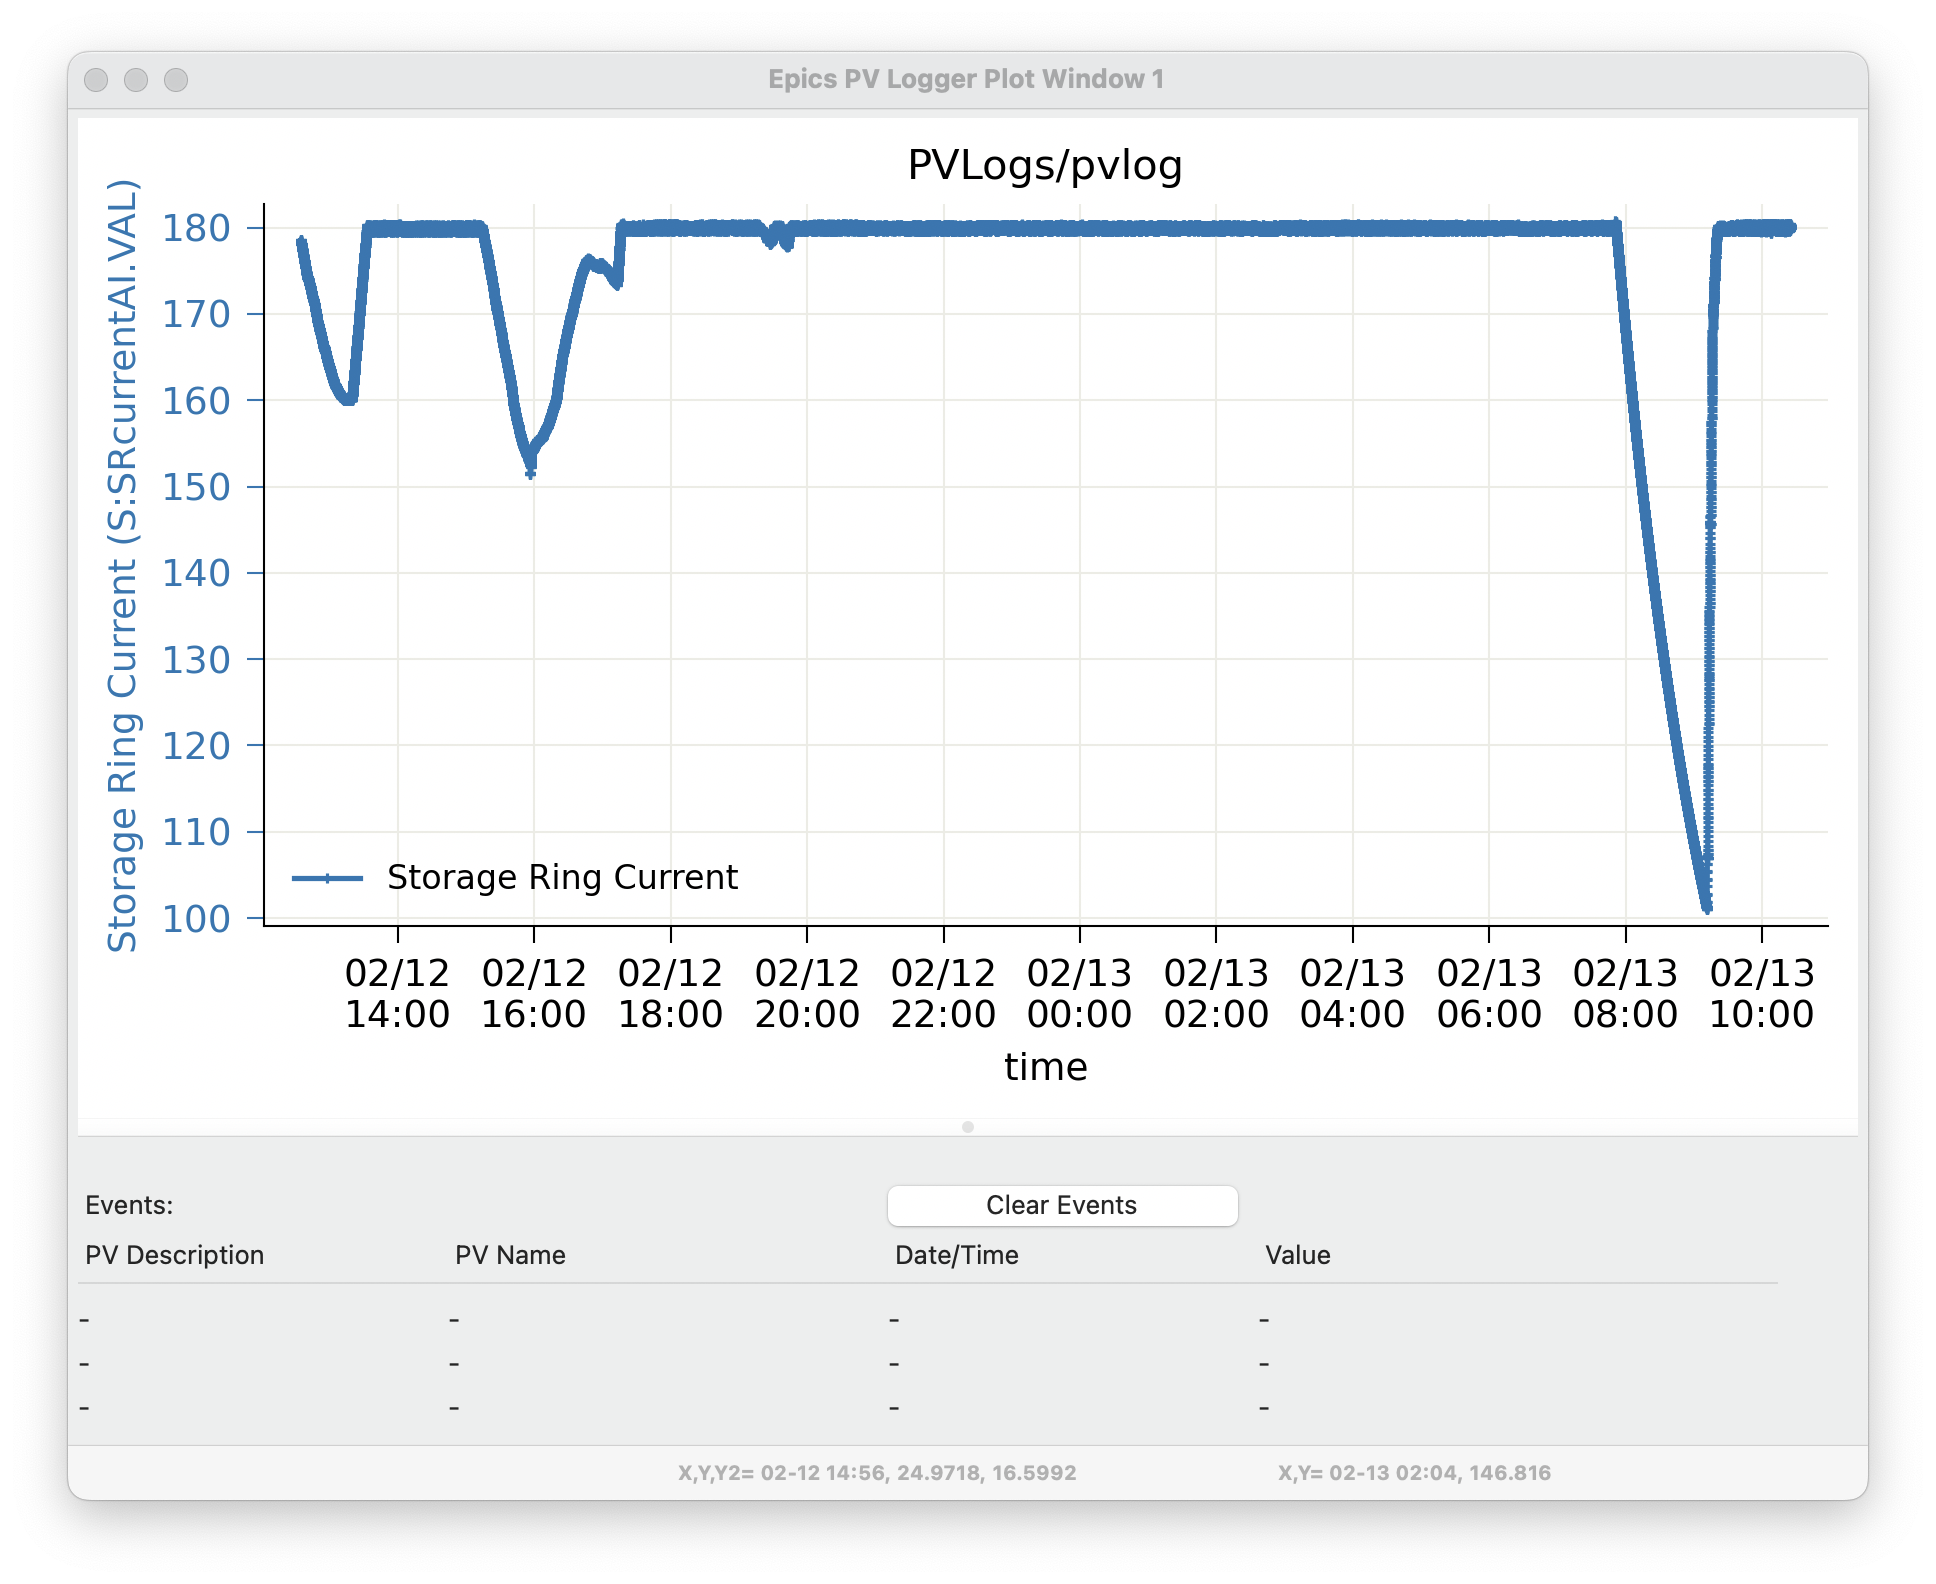 Epics PV Logger Plot Window 1
PVLogs/pvlog
Storage Ring Current (S:SRcurrentAI.VAL)
180
170
160
150
140
130
120
110
100
Storage Ring Current
02/12 02/12 02/12 02/12 02/12 02/13 02/13 02/13 02/13 02/13 02/13
14:00 16:00 18:00 20:00 22:00 00:00 02:00 04:00 06:00 08:00 10:00
time
Events: Clear Events
PV Description PV Name Date/Time Value
- - - -
- - - -
- - - -
X,Y,Y2= 02-12 14:56, 24.9718, 16.5992 X,Y= 02-13 02:04, 146.816